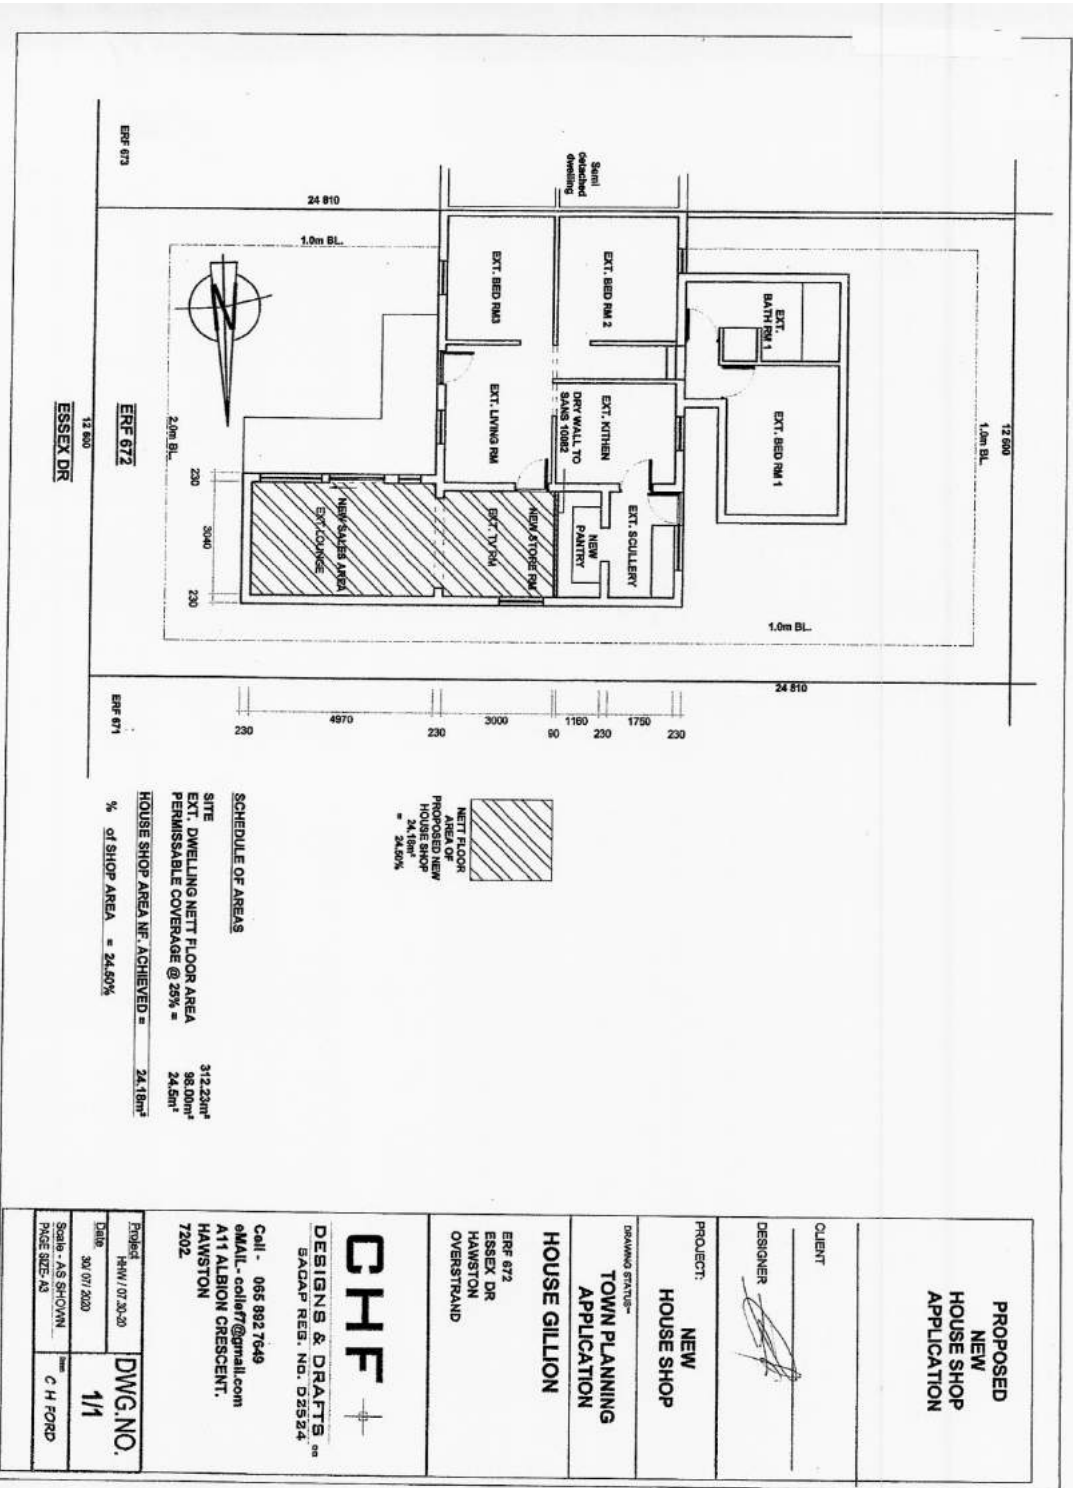 PROPOSED
NEW
HOUSE SHOP
APPLICATION
CLIENT
DESIGNER
PROJECT:
NEW
HOUSE SHOP
DRAWING STATUS=
TOWN PLANNING
APPLICATION
HOUSE GILLION
ERF 672
ESSEX DR
HAWSTON
OVERSTRAND
CHF
DESIGNS & DRAFTS cc
SACAP REG. No. D2524
Cell - 065 892 7649
eMAIL - colief7@gmail.com
A11 ALBION CRESCENT.
HAWSTON
7202.
Project
HHW / 07.30-20
Date
30/ 07/ 2020
Scale - AS SHOWN
PAGE SIZE- A3
DWG.NO.
1/1
C H FORD
12 600
1.0m BL.
24 810
EXT.
BATH RM 1
EXT. BED RM 1
1.0m BL.
24 810
Semi
detached
dwelling
EXT. BED RM 2
EXT. KITHEN
DRY WALL TO
SANS 10082
EXT. SCULLERY
NEW
PANTRY
EXT. BED RM3
EXT. LIVING RM
NEW STORE RM
EXT. TV RM
NEW SALES AREA
EXT. LOUNGE
1.0m BL.
N
2.0m BL.
230
3040
230
230
1750
230
1160
90
3000
230
4970
230
ERF 673
ERF 672
ERF 671
12 600
ESSEX DR
NETT FLOOR
AREA OF
PROPOSED NEW
HOUSE SHOP
24.18m²
= 24.50%
SCHEDULE OF AREAS
SITE 312.23m²
EXT. DWELLING NETT FLOOR AREA 98.00m²
PERMISSABLE COVERAGE @ 25% = 24.5m²
HOUSE SHOP AREA NF. ACHIEVED = 24.18m²
% of SHOP AREA = 24.50%